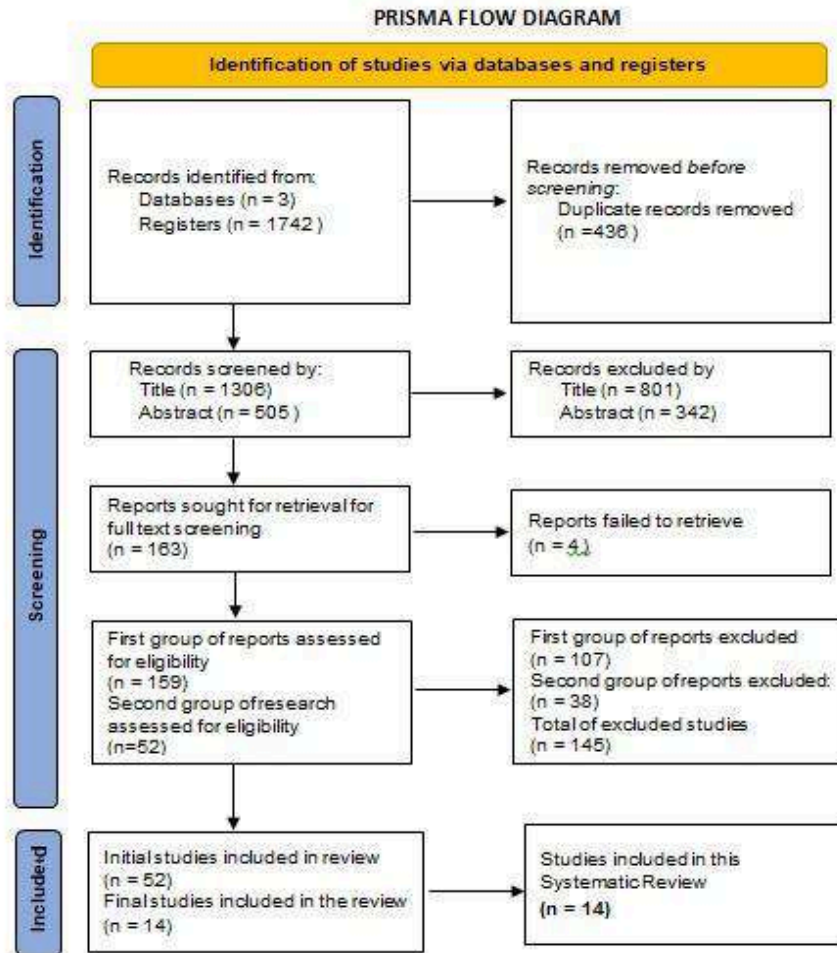 PRISMA FLOW DIAGRAM
Identification of studies via databases and registers
Identification
Records identified from:
Databases (n = 3)
Registers (n = 1742 )
Records removed before
screening:
Duplicate records removed
(n =436 )
Screening
Records screened by:
Title (n = 1306)
Abstract (n = 505 )
Records excluded by
Title (n = 801)
Abstract (n = 342)
Reports sought for retrieval for
full text screening
(n = 163)
Reports failed to retrieve
(n = 4 )
First group of reports assessed
for eligibility
(n = 159)
Second group of research
assessed for eligibility
(n=52)
First group of reports excluded
(n = 107)
Second group of reports excluded:
(n = 38)
Total of excluded studies
(n = 145)
Included
Initial studies included in review
(n = 52)
Final studies included in the review
(n = 14)
Studies included in this
Systematic Review
(n = 14)